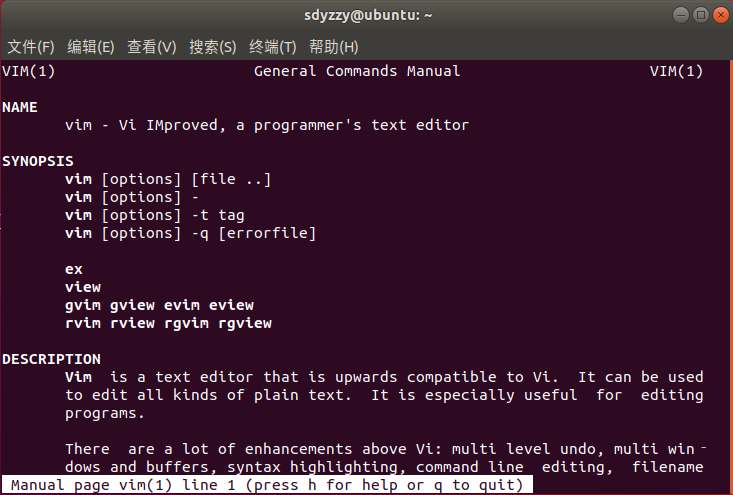 sdyzzy@ubuntu: ~
文件(F) 编辑(E) 查看(V) 搜索(S) 终端(T) 帮助(H)
VIM(1) General Commands Manual VIM(1)
NAME
vim - Vi IMproved, a programmer's text editor
SYNOPSIS
vim [options] [file ..]
vim [options] -
vim [options] -t tag
vim [options] -q [errorfile]
ex
view
gvim gview evim eview
rvim rview rgvim rgview
DESCRIPTION
Vim is a text editor that is upwards compatible to Vi. It can be used
to edit all kinds of plain text. It is especially useful for editing
programs.
There are a lot of enhancements above Vi: multi level undo, multi win‐
dows and buffers, syntax highlighting, command line editing, filename
Manual page vim(1) line 1 (press h for help or q to quit)